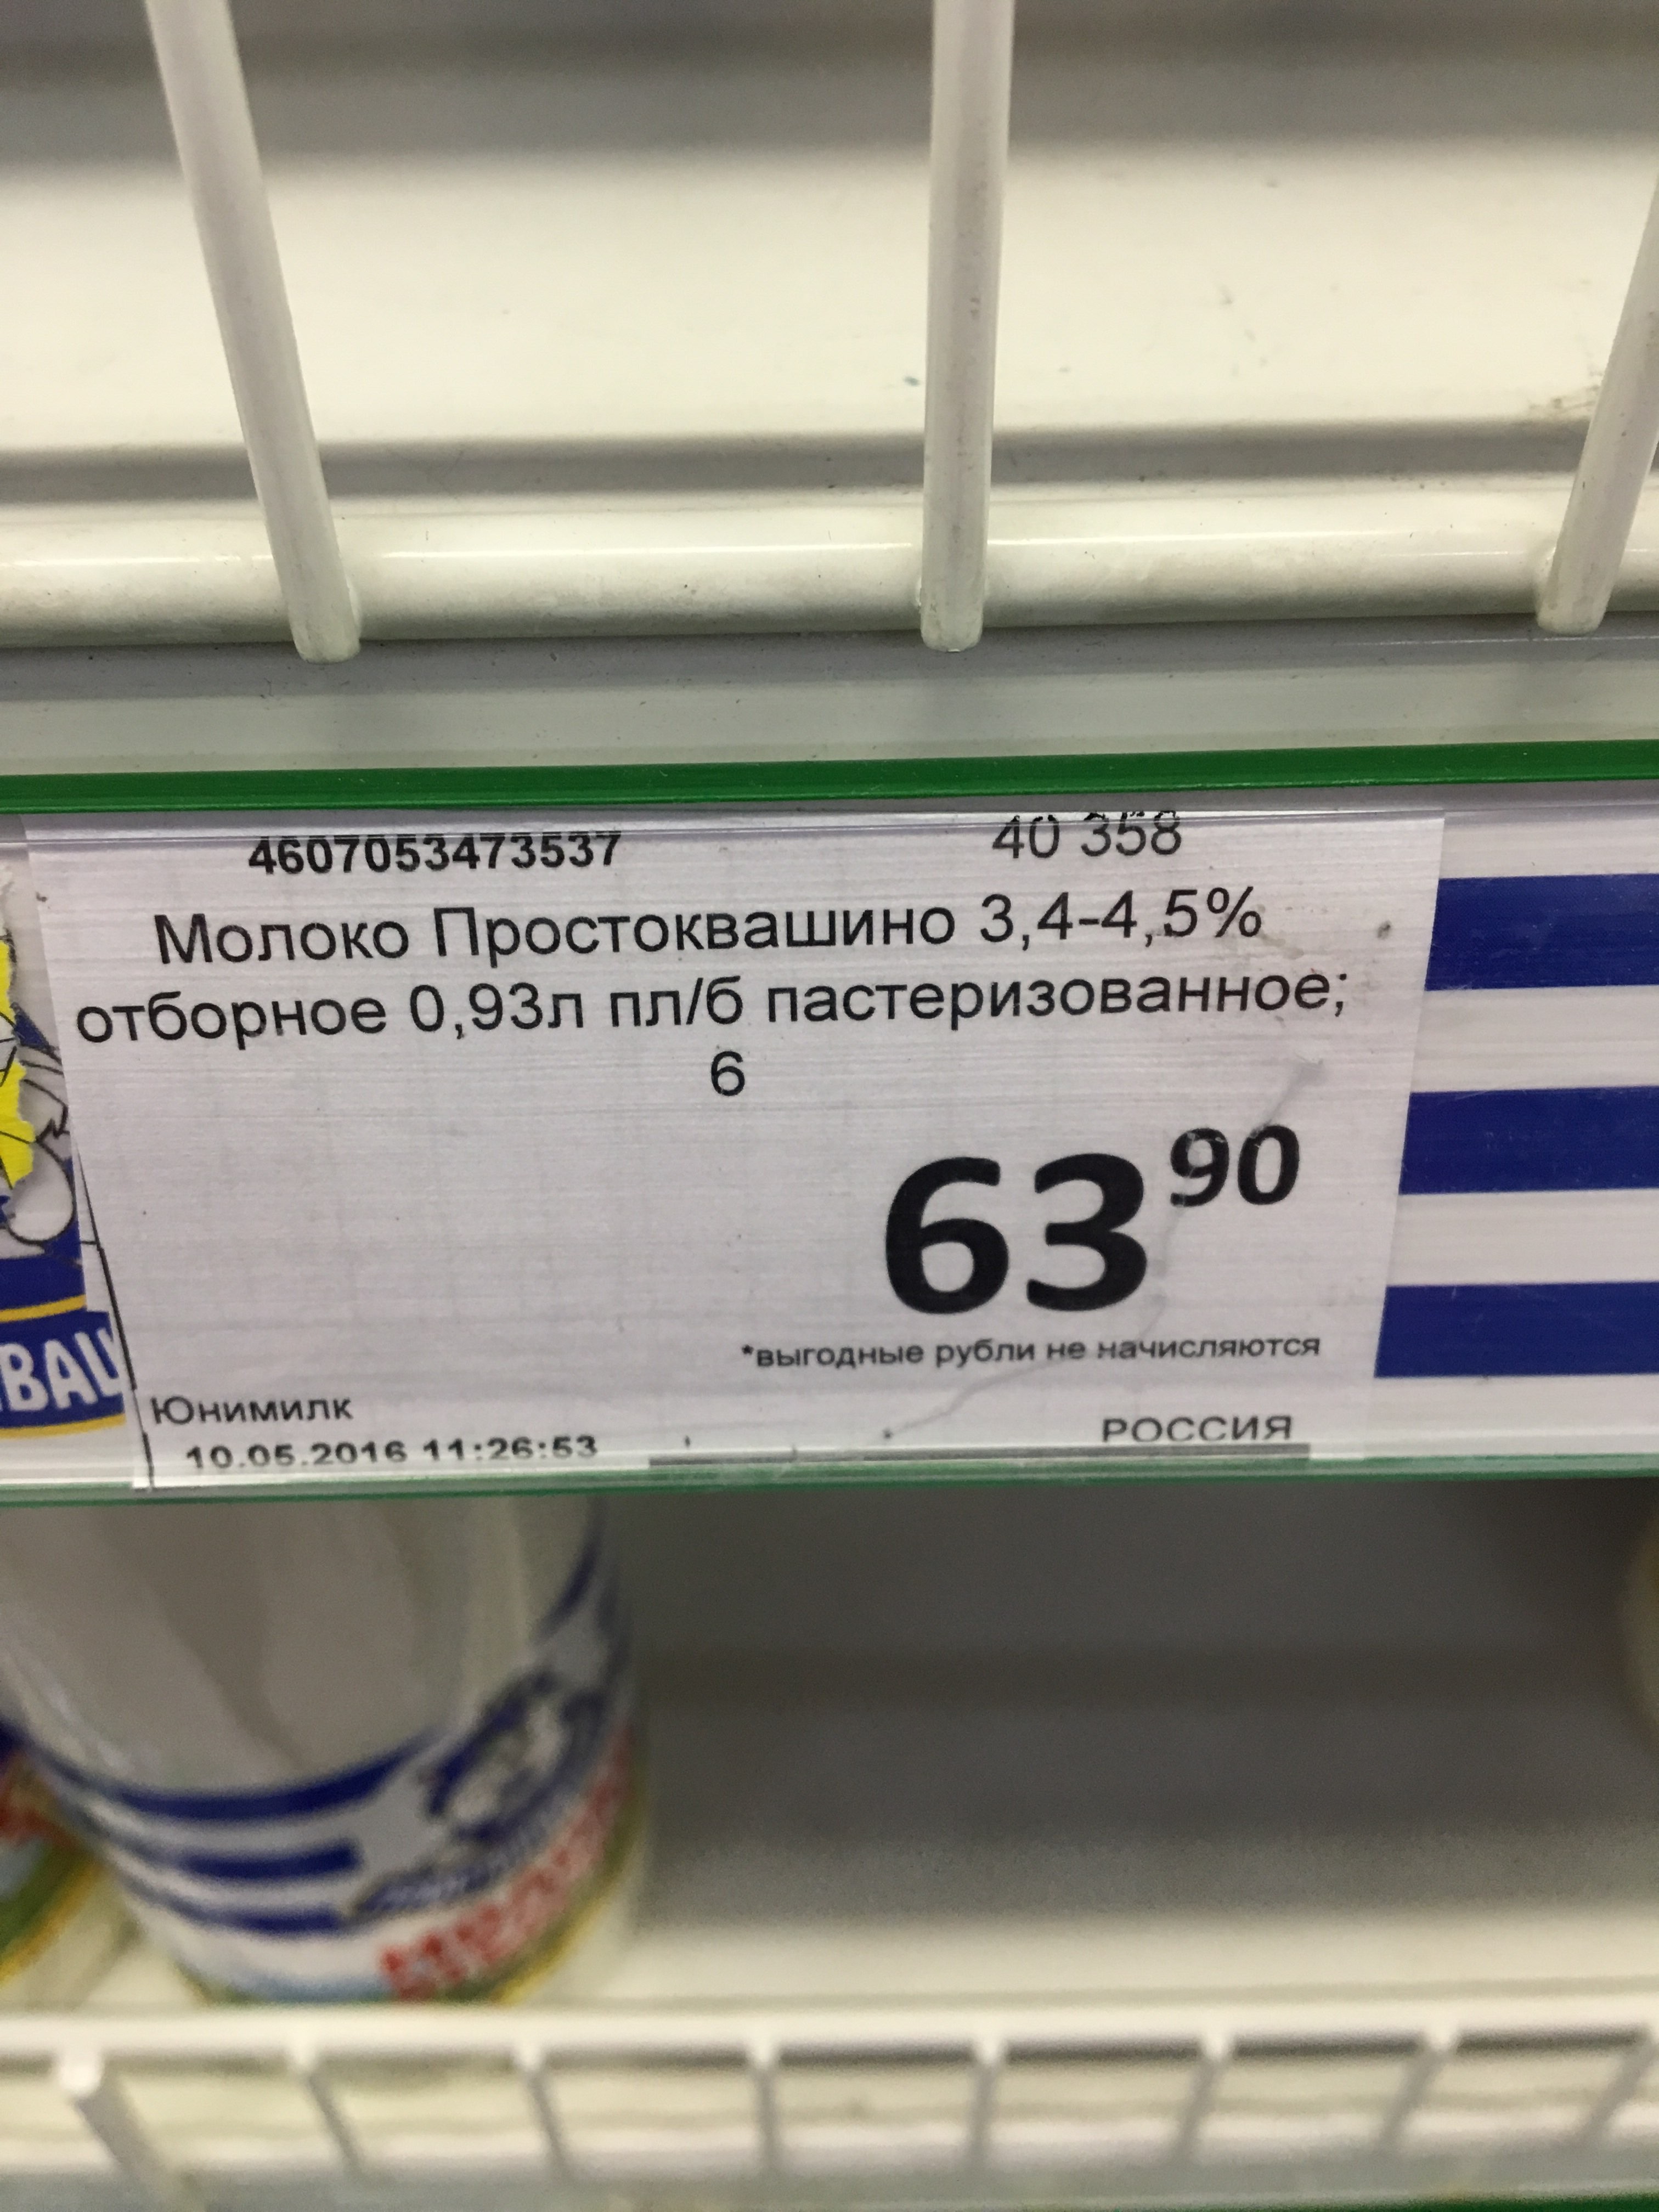 4607053473537 40 358
Молоко Простоквашино 3,4-4,5%
отборное 0,93л пл/б пастеризованное;
6
63 90
*выгодные рубли не начисляются
ВАШ
Юнимилк
РОССИЯ
10.05.2016 11:26:53